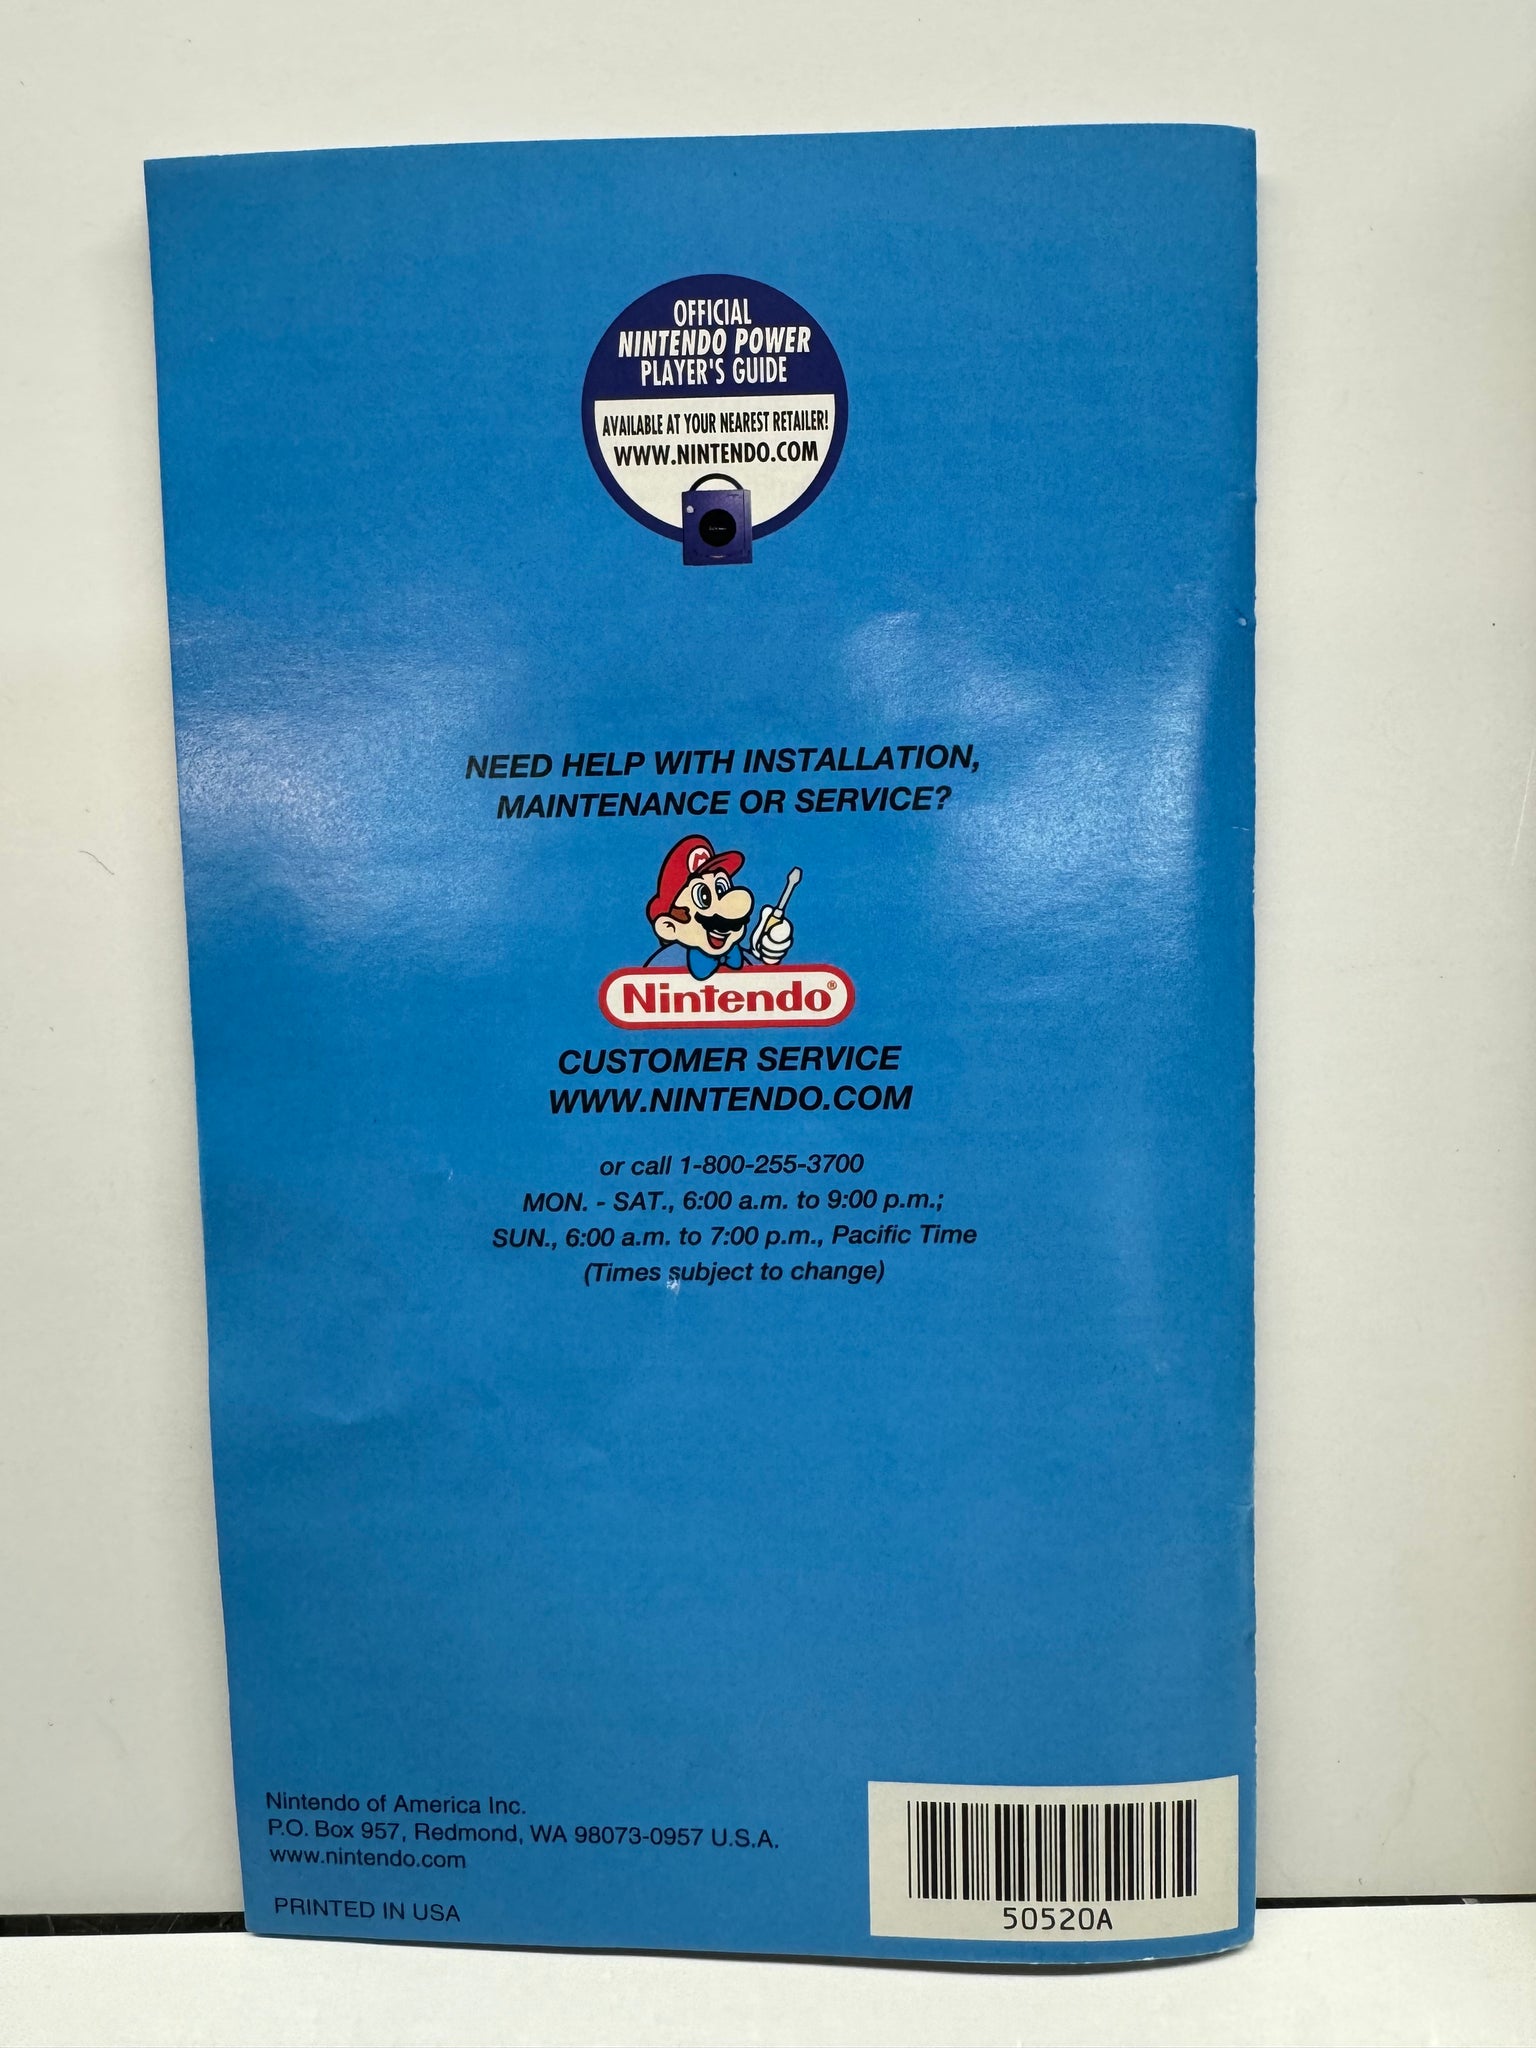 OFFICIAL
NINTENDO POWER
PLAYER'S GUIDE
AVAILABLE AT YOUR NEAREST RETAILER!
WWW.NINTENDO.COM
NEED HELP WITH INSTALLATION,
MAINTENANCE OR SERVICE?
M
Nintendo®
CUSTOMER SERVICE
WWW.NINTENDO.COM
or call 1-800-255-3700
MON. - SAT., 6:00 a.m. to 9:00 p.m.;
SUN., 6:00 a.m. to 7:00 p.m., Pacific Time
(Times subject to change)
Nintendo of America Inc.
P.O. Box 957, Redmond, WA 98073-0957 U.S.A.
www.nintendo.com
PRINTED IN USA
50520A